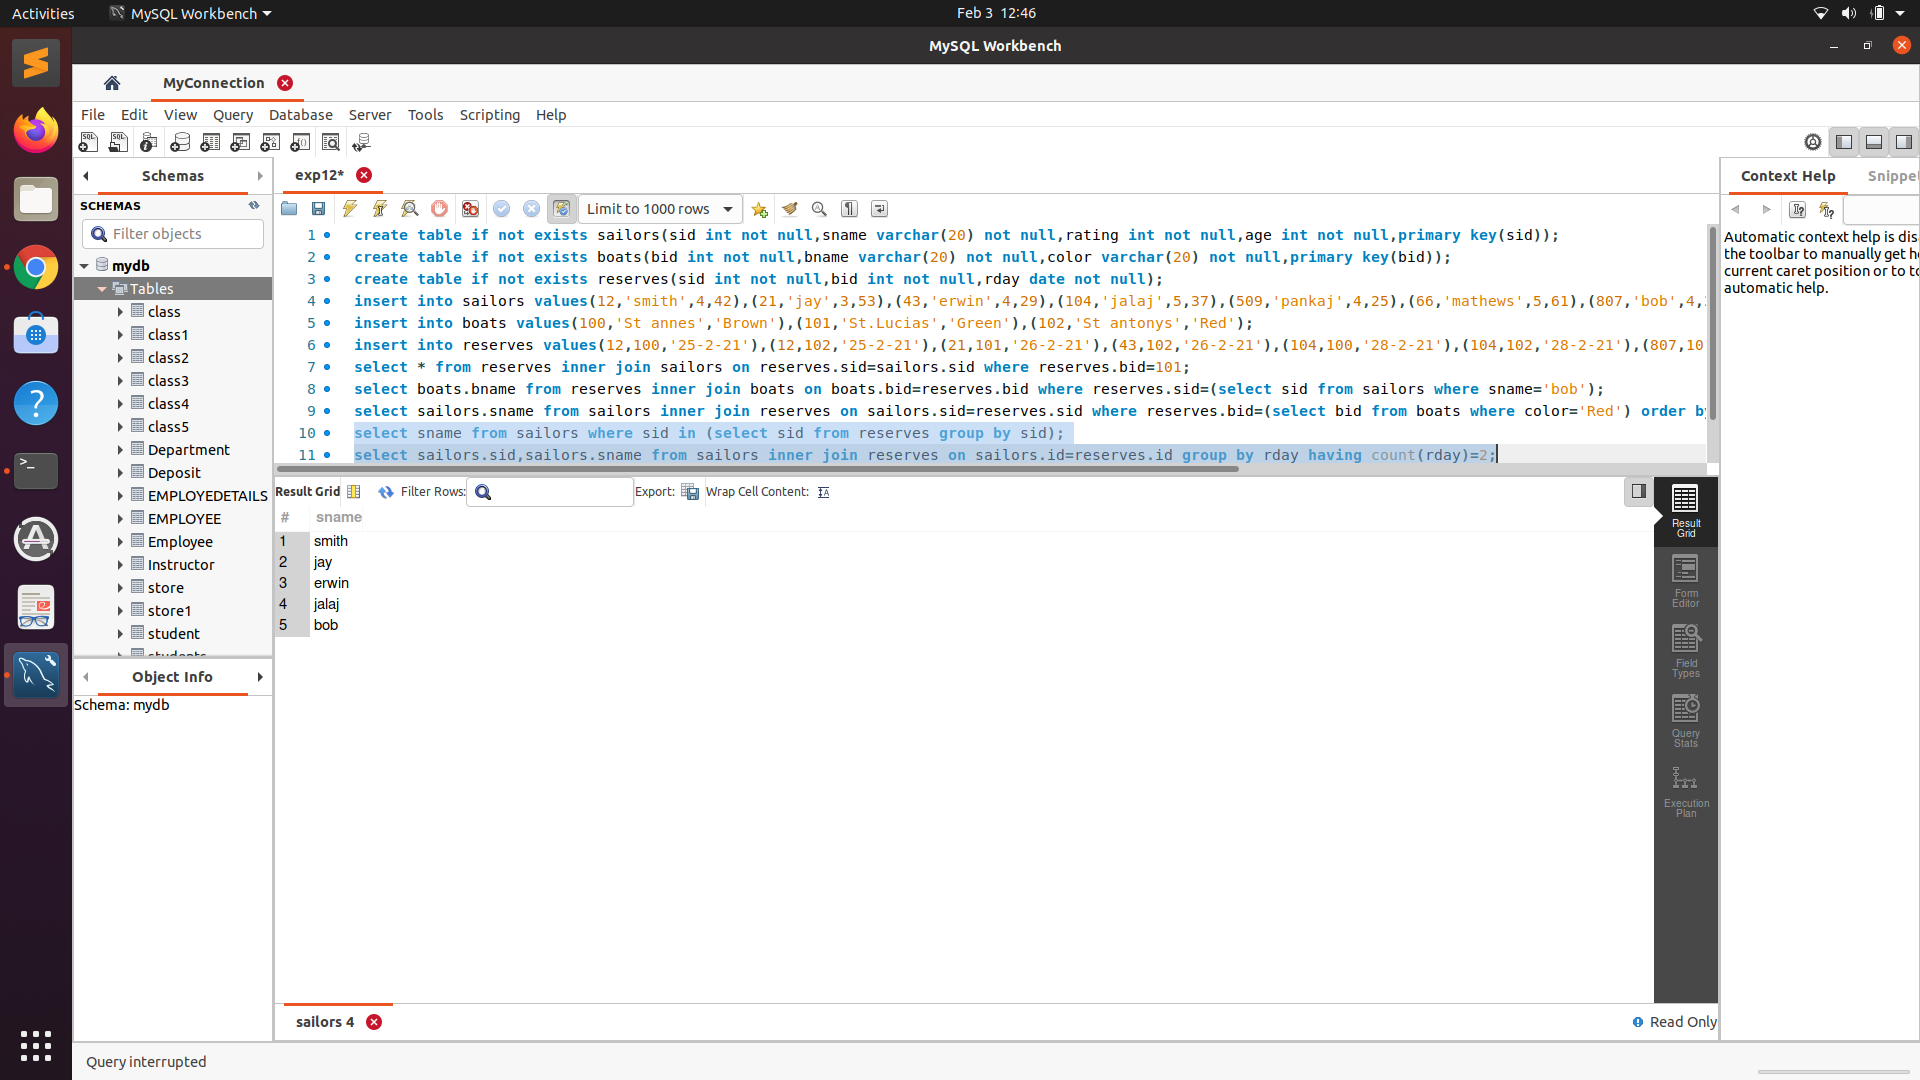 Activities
MySQL Workbench
Feb 3 12:46
MySQL Workbench
MyConnection
File Edit View Query Database Server Tools Scripting Help
Schemas
SCHEMAS
Filter objects
mydb
Tables
class
class1
class2
class3
class4
class5
Department
Deposit
EMPLOYEDETAILS
EMPLOYEE
Employee
Instructor
store
store1
student
students
Object Info
Schema: mydb
exp12*
Limit to 1000 rows
1 create table if not exists sailors(sid int not null,sname varchar(20) not null,rating int not null,age int not null,primary key(sid));
2 create table if not exists boats(bid int not null,bname varchar(20) not null,color varchar(20) not null,primary key(bid));
3 create table if not exists reserves(sid int not null,bid int not null,rday date not null);
4 insert into sailors values(12,'smith',4,42),(21,'jay',3,53),(43,'erwin',4,29),(104,'jalaj',5,37),(509,'pankaj',4,25),(66,'mathews',5,61),(807,'bob',4,
5 insert into boats values(100,'St annes','Brown'),(101,'St.Lucias','Green'),(102,'St antonys','Red');
6 insert into reserves values(12,100,'25-2-21'),(12,102,'25-2-21'),(21,101,'26-2-21'),(43,102,'26-2-21'),(104,100,'28-2-21'),(104,102,'28-2-21'),(807,10
7 select * from reserves inner join sailors on reserves.sid=sailors.sid where reserves.bid=101;
8 select boats.bname from reserves inner join boats on boats.bid=reserves.bid where reserves.sid=(select sid from sailors where sname='bob');
9 select sailors.sname from sailors inner join reserves on sailors.sid=reserves.sid where reserves.bid=(select bid from boats where color='Red') order by
10 select sname from sailors where sid in (select sid from reserves group by sid);
11 select sailors.sid,sailors.sname from sailors inner join reserves on sailors.id=reserves.id group by rday having count(rday)=2;
Result Grid Filter Rows: Export: Wrap Cell Content:
# sname
1 smith
2 jay
3 erwin
4 jalaj
5 bob
Result
Grid
Form
Editor
Field
Types
Query
Stats
Execution
Plan
sailors 4
Read Only
Context Help Snippet
Automatic context help is dis
the toolbar to manually get he
current caret position or to to
automatic help.
Query interrupted